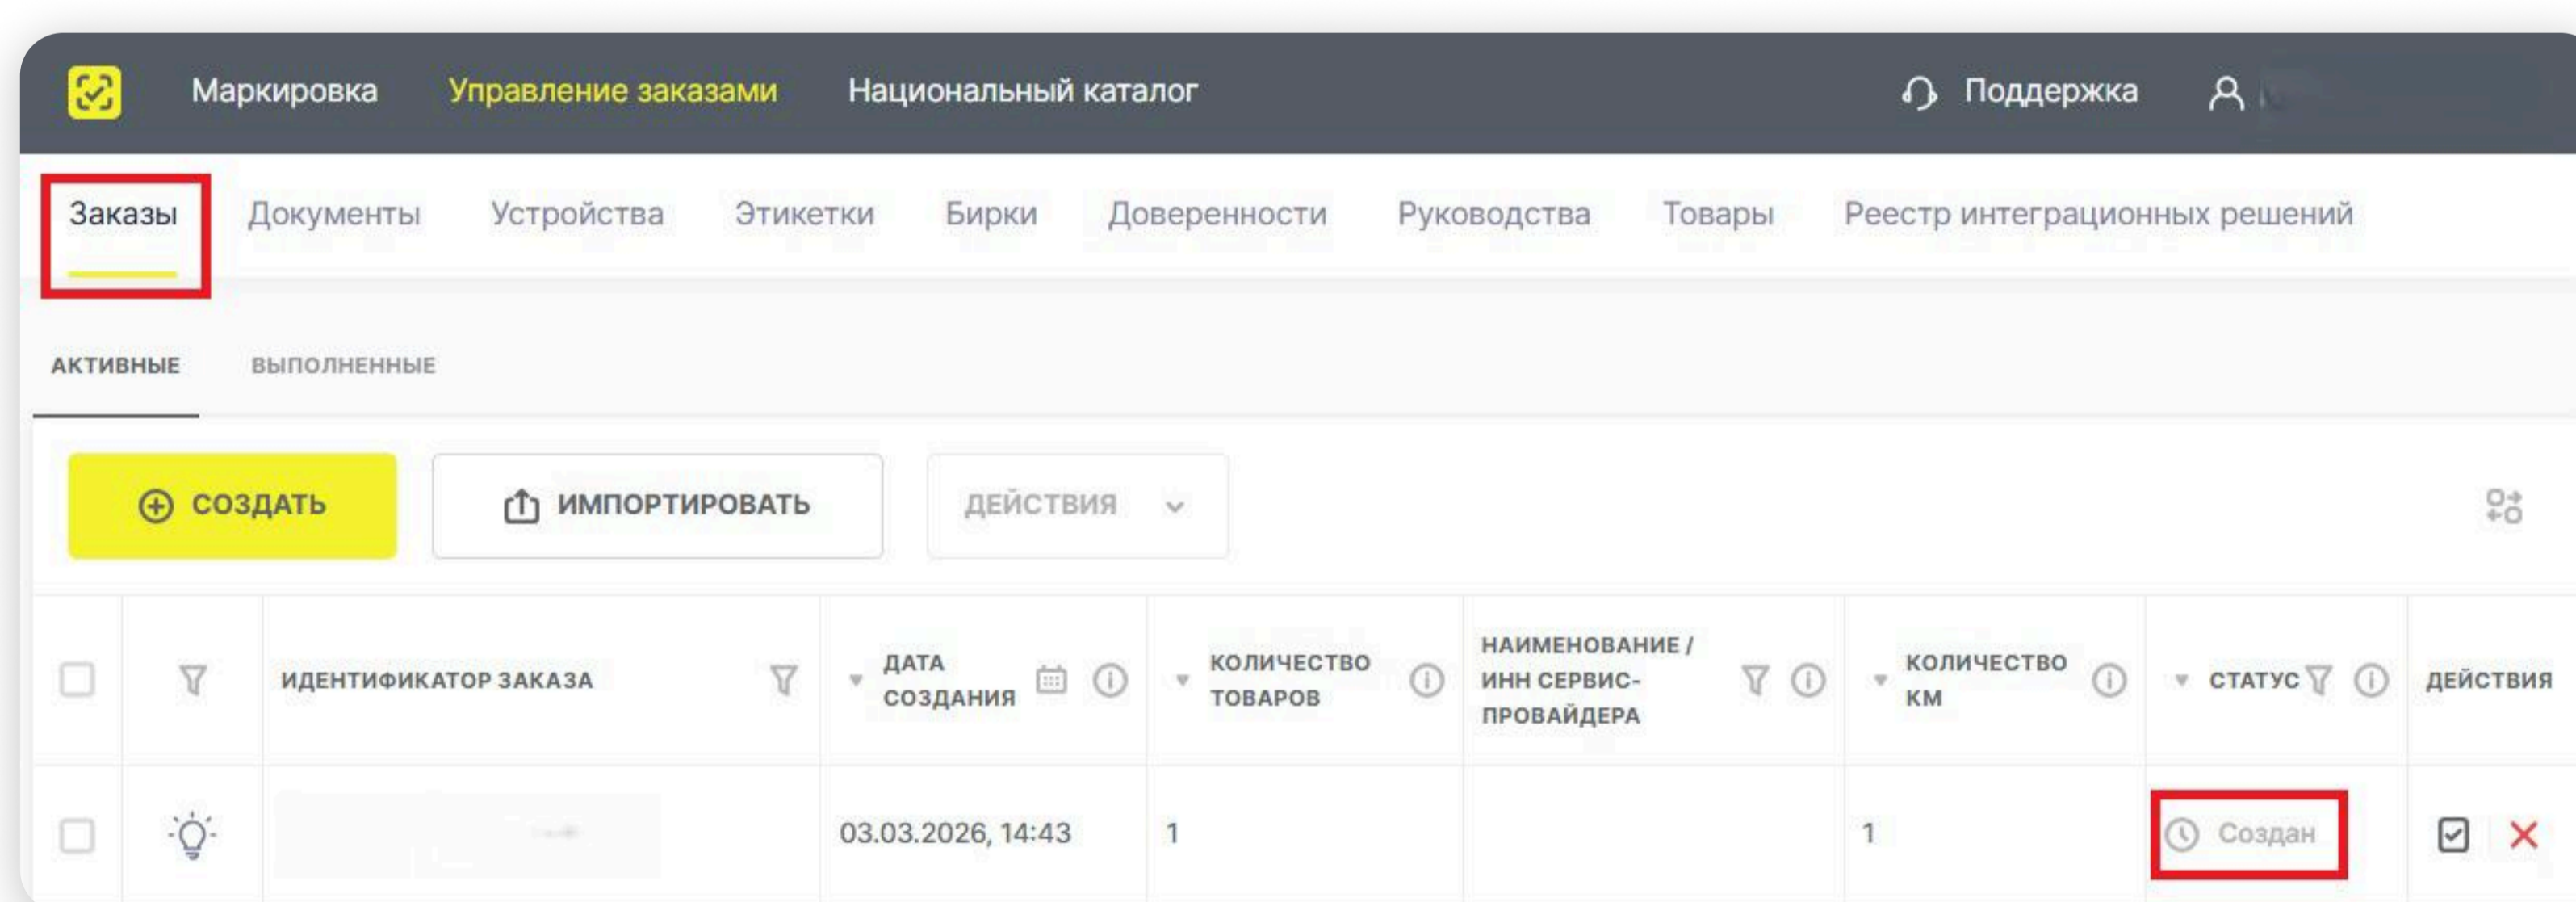 Маркировка Управление заказами Национальный каталог Поддержка
Заказы Документы Устройства Этикетки Бирки Доверенности Руководства Товары Реестр интеграционных решений
АКТИВНЫЕ ВЫПОЛНЕННЫЕ
СОЗДАТЬ ИМПОРТИРОВАТЬ ДЕЙСТВИЯ
ИДЕНТИФИКАТОР ЗАКАЗА
ДАТА
СОЗДАНИЯ
КОЛИЧЕСТВО
ТОВАРОВ
НАИМЕНОВАНИЕ /
ИНН СЕРВИС-
ПРОВАЙДЕРА
КОЛИЧЕСТВО
КМ
СТАТУС
ДЕЙСТВИЯ
03.03.2026, 14:43 1 1 Создан